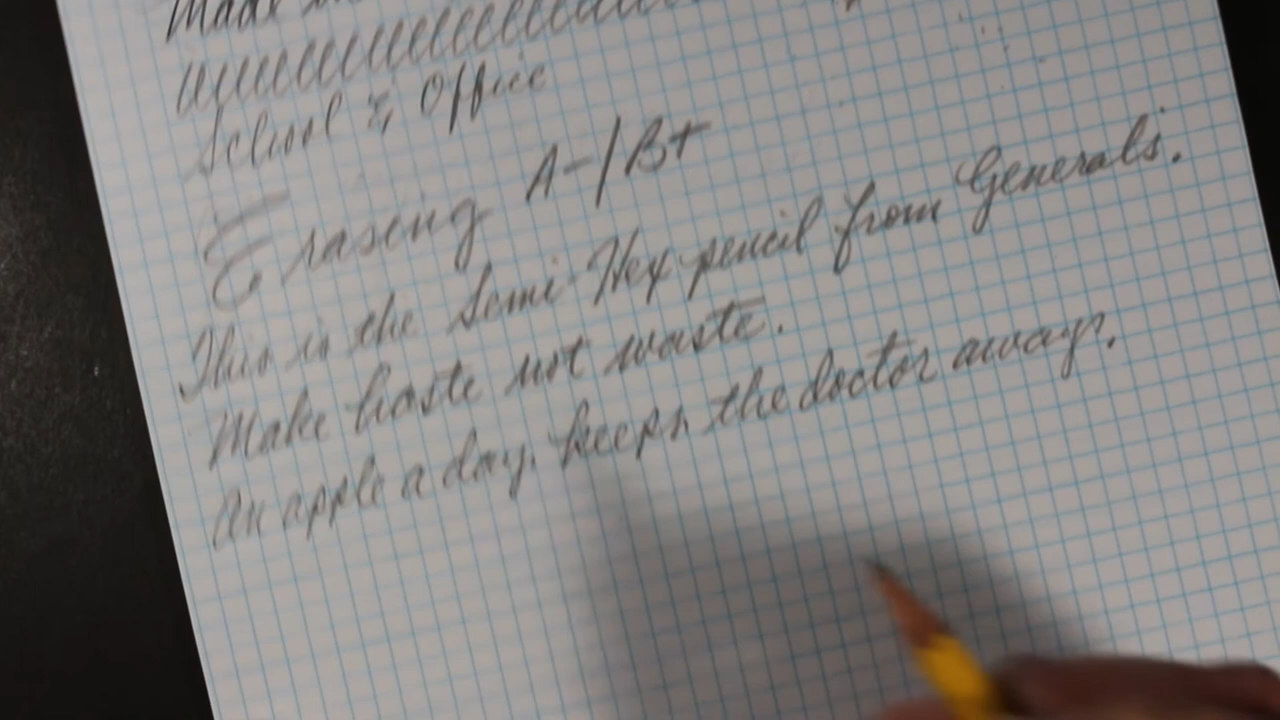 Made
School & Office
Erasing A-/B+
This is the Semi-Hex pencil from Generals.
Make haste not waste.
An apple a day, keeps the doctor away.